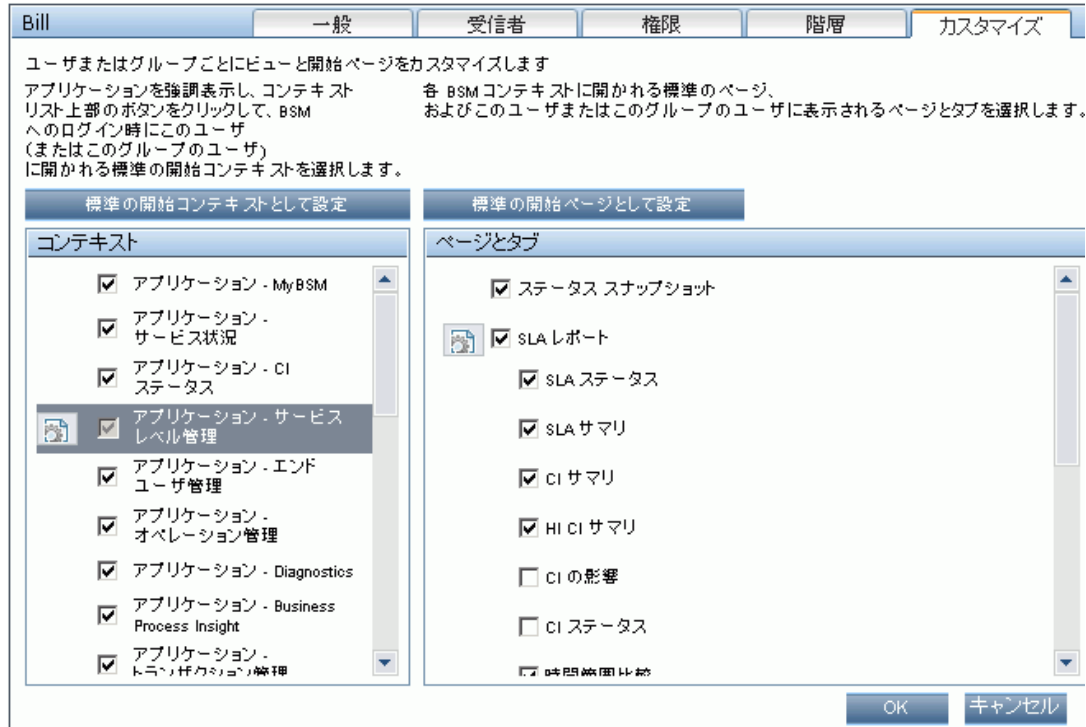 Bill
一般
受信者
権限
階層
カスタマイズ
ユーザまたはグループごとにビューと開始ページをカスタマイズします
アプリケーションを強調表示し、コンテキスト
リスト上部のボタンをクリックして、BSM
へのログイン時にこのユーザ
(またはこのグループのユーザ)
に開かれる標準の開始コンテキストを選択します。
各 BSM コンテキストに開かれる標準のページ、
およびこのユーザまたはこのグループのユーザに表示されるページとタブを選択します。
標準の開始コンテキストとして設定
標準の開始ページとして設定
コンテキスト
アプリケーション - MyBSM
アプリケーション -
サービス状況
アプリケーション - CI
ステータス
アプリケーション - サービス
レベル管理
アプリケーション - エンド
ユーザ管理
アプリケーション -
オペレーション管理
アプリケーション - Diagnostics
アプリケーション - Business
Process Insight
アプリケーション -
トランザクション管理
ページとタブ
ステータス スナップショット
SLA レポート
SLA ステータス
SLA サマリ
CI サマリ
HI CI サマリ
CI の影響
CI ステータス
時間範囲比較
OK
キャンセル